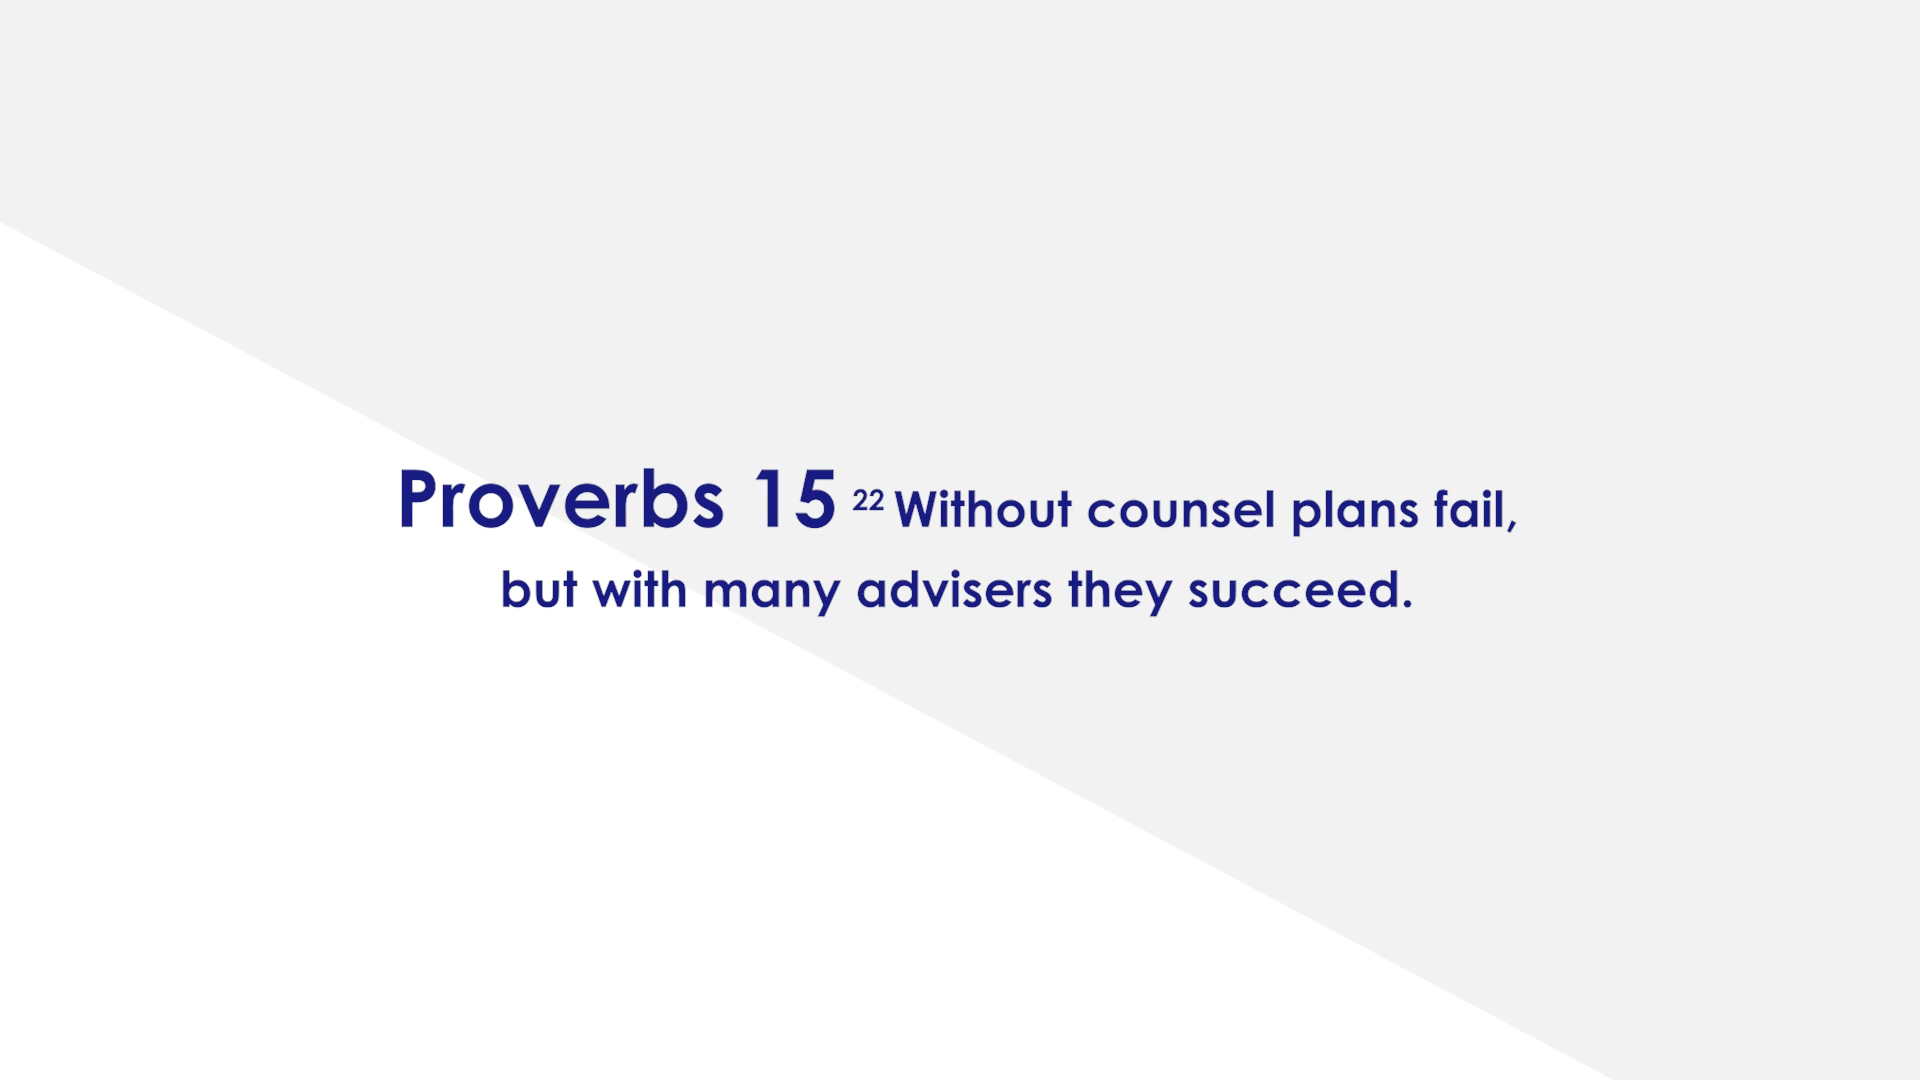 Proverbs 15 22 Without counsel plans fail,
but with many advisers they succeed.